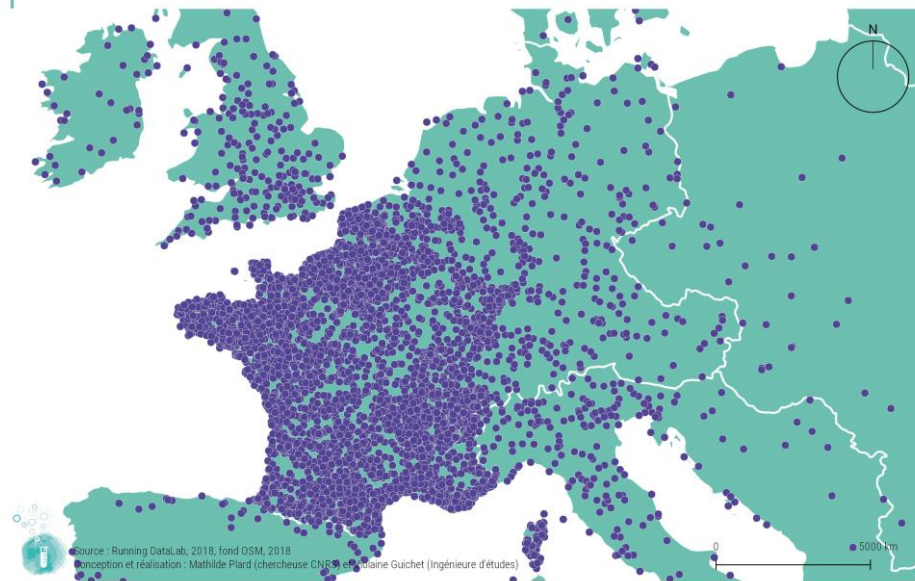 N
0 5000 km
Source : Running DataLab, 2018, fond OSM, 2018
Conception et réalisation : Mathilde Plard (chercheuse CNRS) et Guichet (Ingénieure d'études)